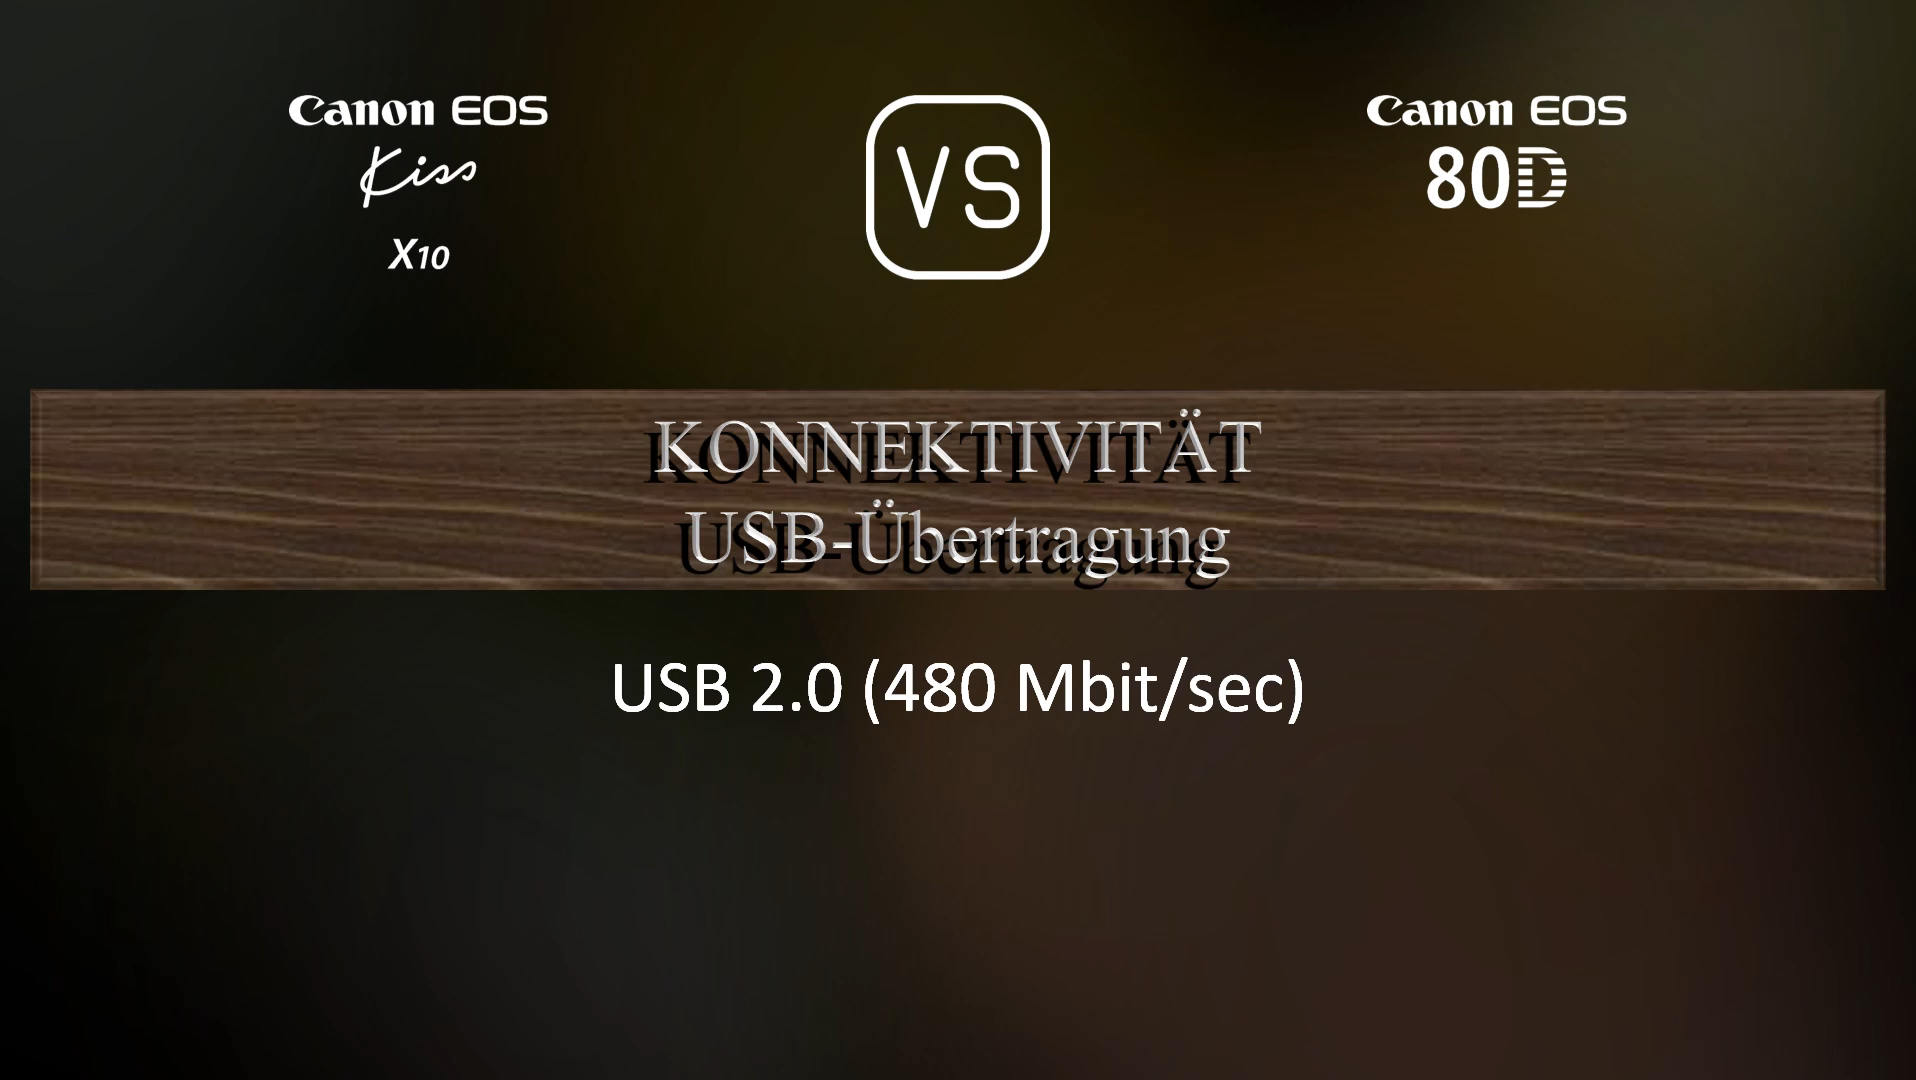 Canon EOS
Kiss
X10
VS
Canon EOS
80D
KONNEKTIVITÄT
USB-Übertragung
USB 2.0 (480 Mbit/sec)